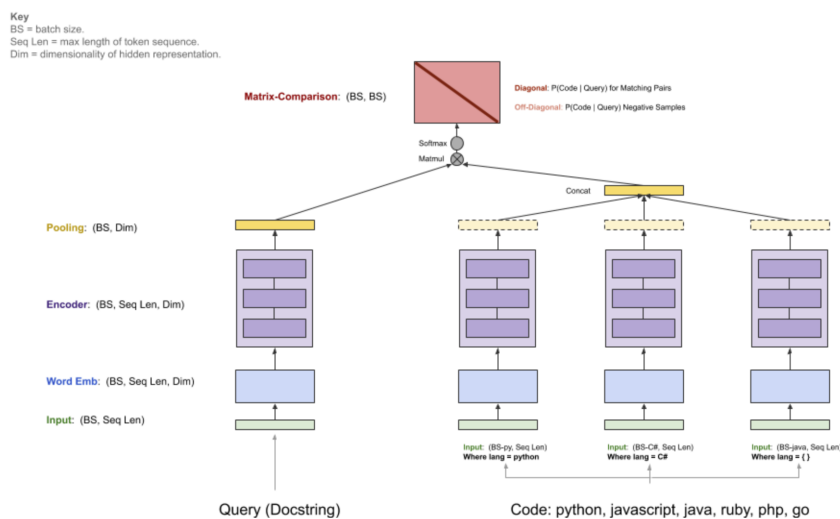 Key
BS = batch size.
Seq Len = max length of token sequence.
Dim = dimensionality of hidden representation.
Matrix-Comparison: (BS, BS)
Diagonal: P(Code | Query) for Matching Pairs
Off-Diagonal: P(Code | Query) Negative Samples
Softmax
Matmul
Concat
Pooling: (BS, Dim)
Encoder: (BS, Seq Len, Dim)
Word Emb: (BS, Seq Len, Dim)
Input: (BS, Seq Len)
Input: (BS-py, Seq Len)
Where lang = python
Input: (BS-C#, Seq Len)
Where lang = C#
Input: (BS-java, Seq Len)
Where lang = { }
Query (Docstring)
Code: python, javascript, java, ruby, php, go